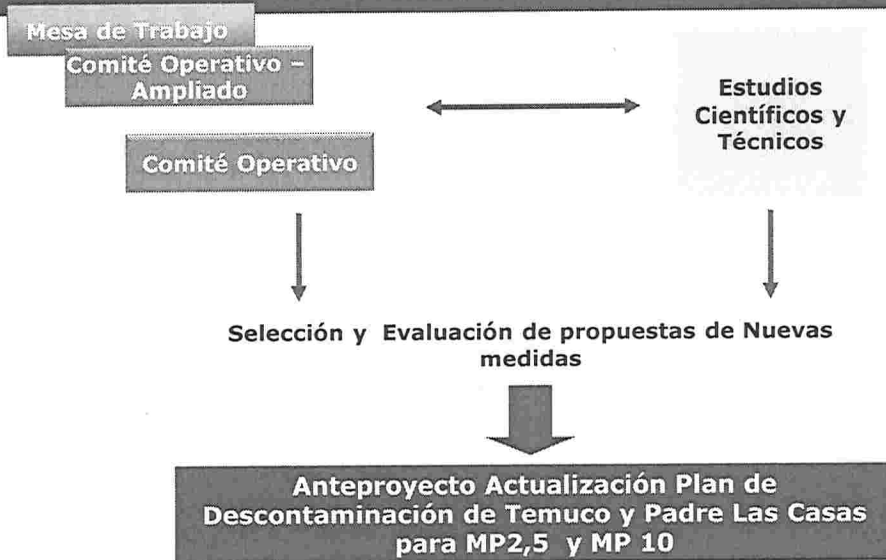 Mesa de Trabajo
Comité Operativo –
Ampliado
Comité Operativo
Estudios
Científicos y
Técnicos
Selección y Evaluación de propuestas de Nuevas
medidas
Anteproyecto Actualización Plan de
Descontaminación de Temuco y Padre Las Casas
para MP2,5 y MP 10